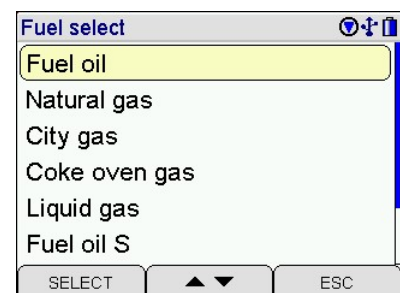 Fuel select
Fuel oil
Natural gas
City gas
Coke oven gas
Liquid gas
Fuel oil S
SELECT ▲ ▼ ESC